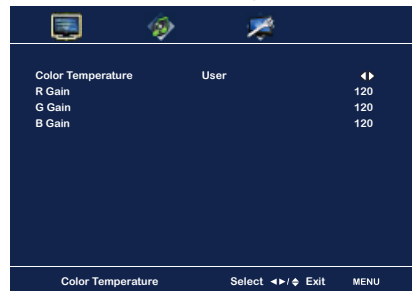 Color Temperature User ◀▶
R Gain 120
G Gain 120
B Gain 120
Color Temperature Select ◀▶/◆ Exit MENU